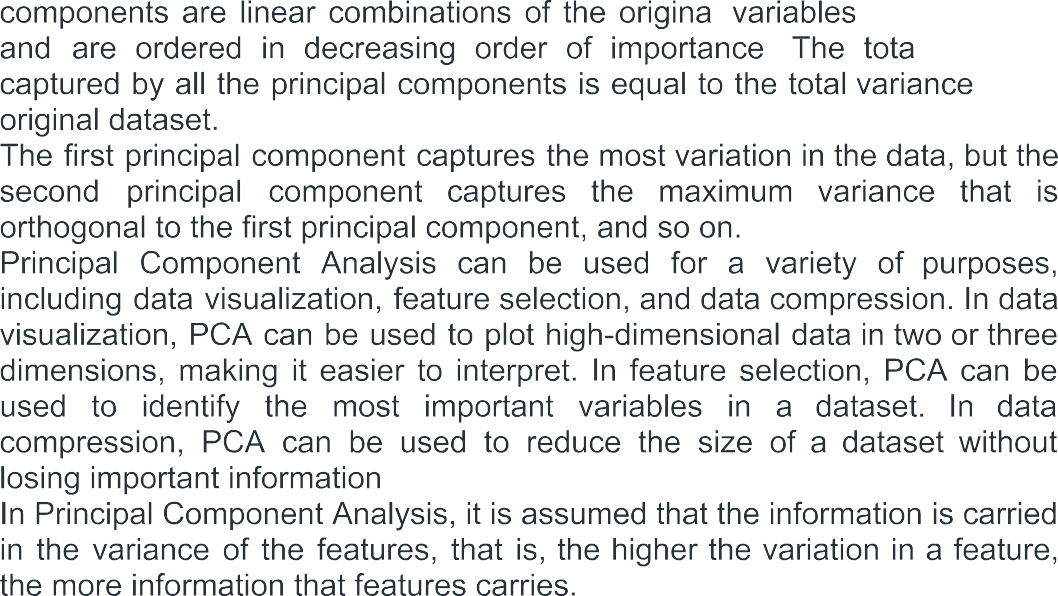 components are linear combinations of the origina variables
and are ordered in decreasing order of importance The tota
captured by all the principal components is equal to the total variance
original dataset.
The first principal component captures the most variation in the data, but the
second principal component captures the maximum variance that is
orthogonal to the first principal component, and so on.
Principal Component Analysis can be used for a variety of purposes,
including data visualization, feature selection, and data compression. In data
visualization, PCA can be used to plot high-dimensional data in two or three
dimensions, making it easier to interpret. In feature selection, PCA can be
used to identify the most important variables in a dataset. In data
compression, PCA can be used to reduce the size of a dataset without
losing important information
In Principal Component Analysis, it is assumed that the information is carried
in the variance of the features, that is, the higher the variation in a feature,
the more information that features carries.